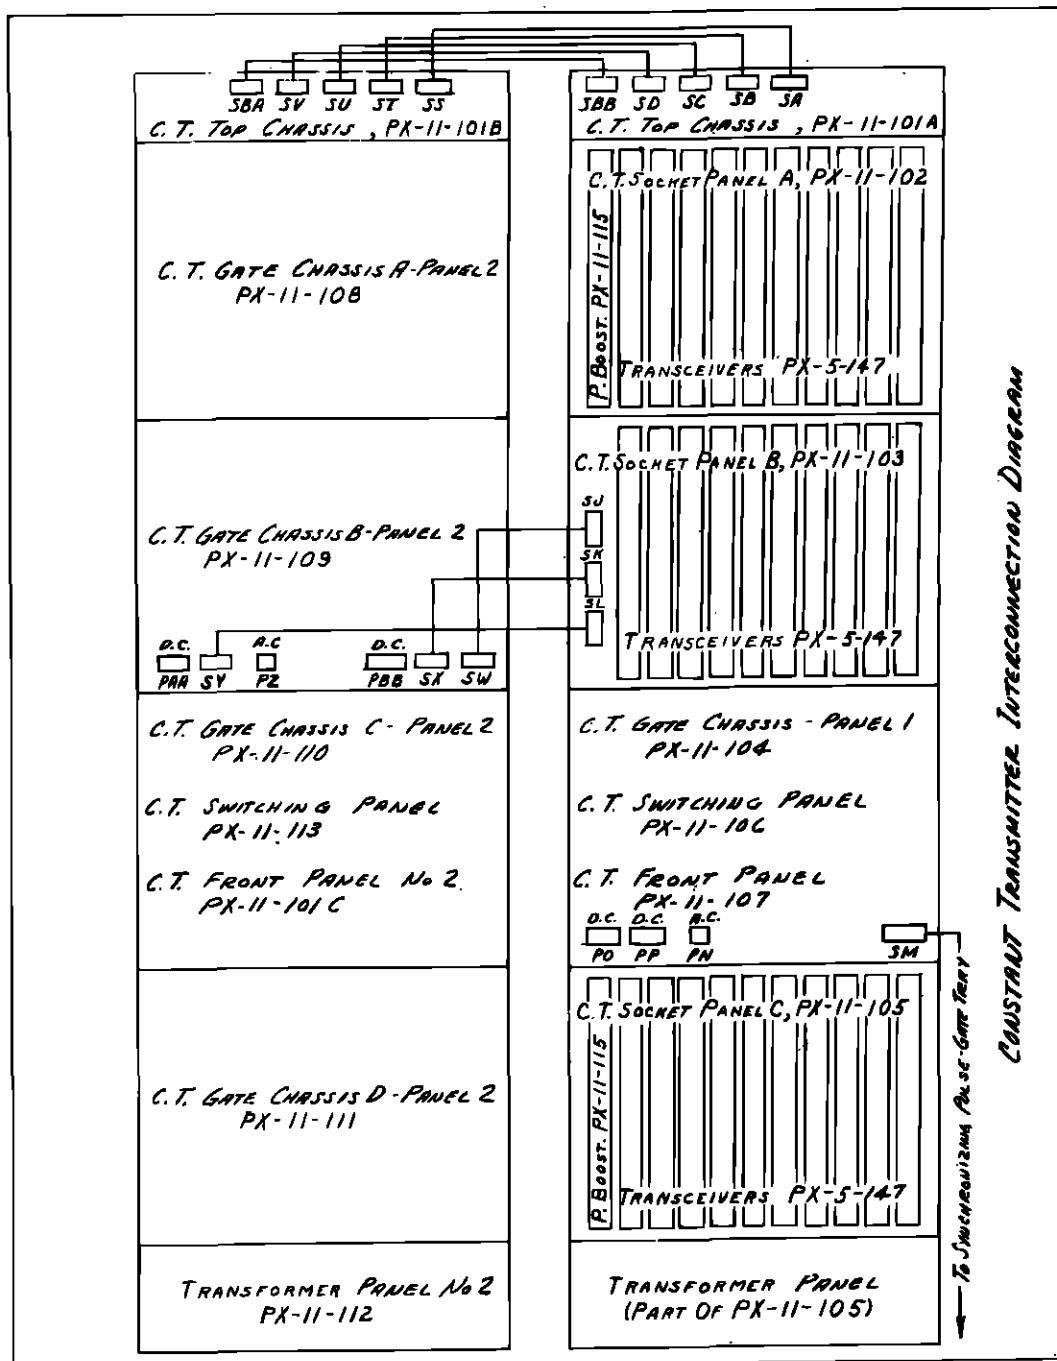 SBA SV SU ST SS
C.T. TOP CHASSIS, PX-11-101B
C.T. GATE CHASSIS A-PANEL 2
PX-11-108
C.T. GATE CHASSIS B-PANEL 2
PX-11-109
D.C. A.C D.C.
PAA SY PZ PBB SX SW
C.T. GATE CHASSIS C - PANEL 2
PX-11-110
C.T. SWITCHING PANEL
PX-11-113
C.T. FRONT PANEL No 2.
PX-11-101C
C.T. GATE CHASSIS D - PANEL 2
PX-11-111
TRANSFORMER PANEL No 2
PX-11-112
SBB SD SC SB SA
C.T. TOP CHASSIS, PX-11-101A
C.T. SOCKET PANEL A, PX-11-102
P. BOOST. PX-11-115
TRANSCEIVERS PX-5-147
C.T. SOCKET PANEL B, PX-11-103
SJ
SK
SL
TRANSCEIVERS PX-5-147
C.T. GATE CHASSIS - PANEL 1
PX-11-104
C.T. SWITCHING PANEL
PX-11-106
C.T. FRONT PANEL
PX-11-107
D.C. D.C. A.C.
PO PP PN SM
C.T. SOCKET PANEL C, PX-11-105
P. BOOST. PX-11-115
TRANSCEIVERS PX-5-147
TRANSFORMER PANEL
(PART OF PX-11-105)
TO SYNCHRONIZING PULSE-GATE TRAY
CONSTANT TRANSMITTER INTERCONNECTION DIAGRAM